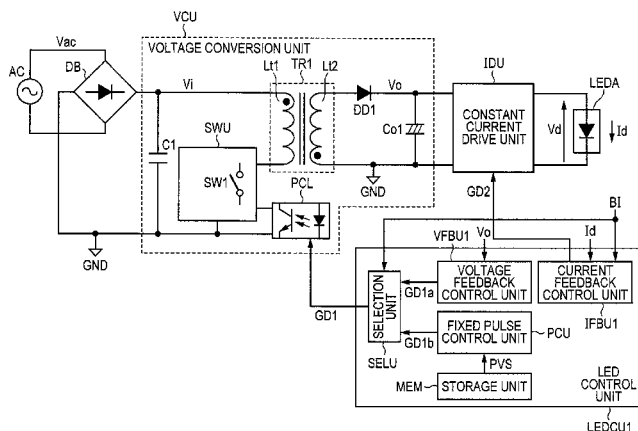 VCU
VOLTAGE CONVERSION UNIT
Vac
AC
DB
Vi
Lt1
TR1
Lt2
DD1
Vo
IDU
CONSTANT
CURRENT
DRIVE UNIT
LEDA
Vd
Id
C1
SWU
SW1
PCL
Co1
GND
GND
GD2
BI
VFBU1
Vo
Id
GD1
SELECTION
UNIT
SELU
GD1a
VOLTAGE
FEEDBACK
CONTROL UNIT
CURRENT
FEEDBACK
CONTROL UNIT
IFBU1
GD1b
FIXED PULSE
CONTROL UNIT
PCU
PVS
MEM
STORAGE UNIT
LED
CONTROL
UNIT
LEDCU1